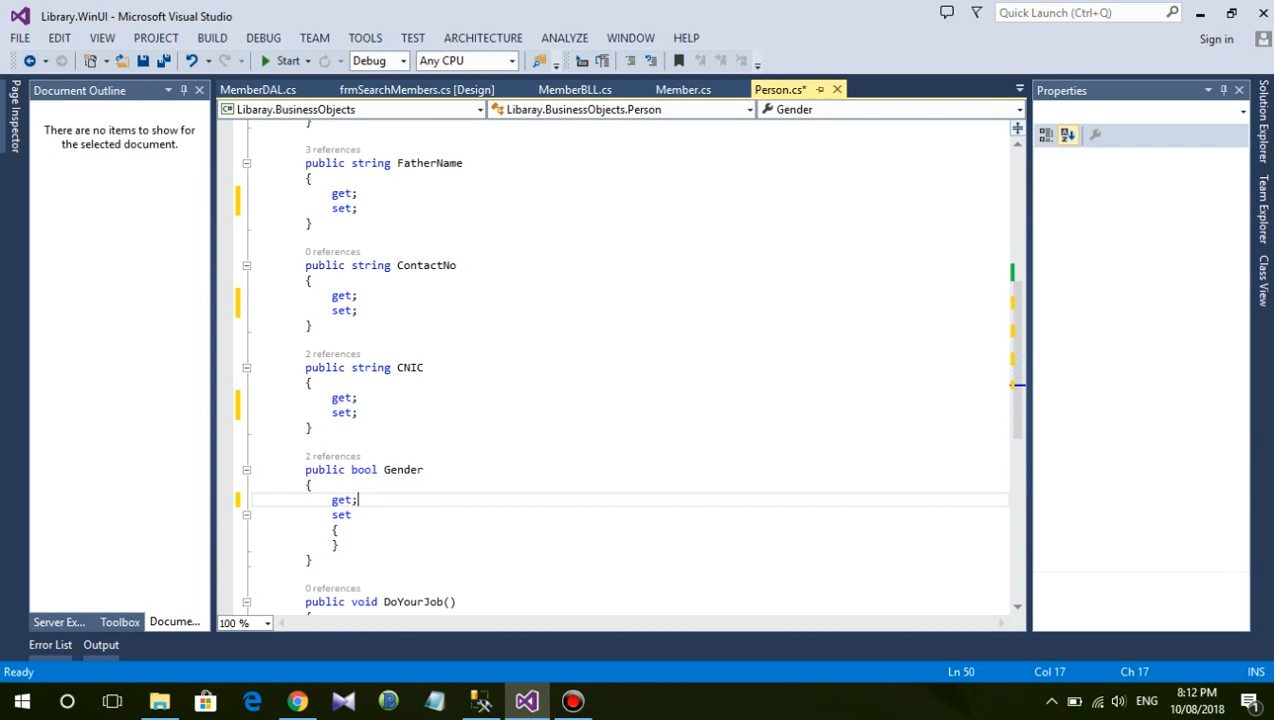 Library.WinUI - Microsoft Visual Studio
Quick Launch (Ctrl+Q)
FILE EDIT VIEW PROJECT BUILD DEBUG TEAM TOOLS TEST ARCHITECTURE ANALYZE WINDOW HELP
Sign in
Start Debug Any CPU
Page Inspector
Document Outline
There are no items to show for
the selected document.
Server Ex... Toolbox Docume...
MemberDAL.cs frmSearchMembers.cs [Design] MemberBLL.cs Member.cs Person.cs*
Libaray.BusinessObjects Libaray.BusinessObjects.Person Gender
}
3 references
public string FatherName
{
get;
set;
}
0 references
public string ContactNo
{
get;
set;
}
2 references
public string CNIC
{
get;
set;
}
2 references
public bool Gender
{
get;
set
{
}
}
0 references
public void DoYourJob()
100 %
Properties
Solution Explorer
Team Explorer
Class View
Error List Output
Ready Ln 50 Col 17 Ch 17 INS
ENG
8:12 PM
10/08/2018